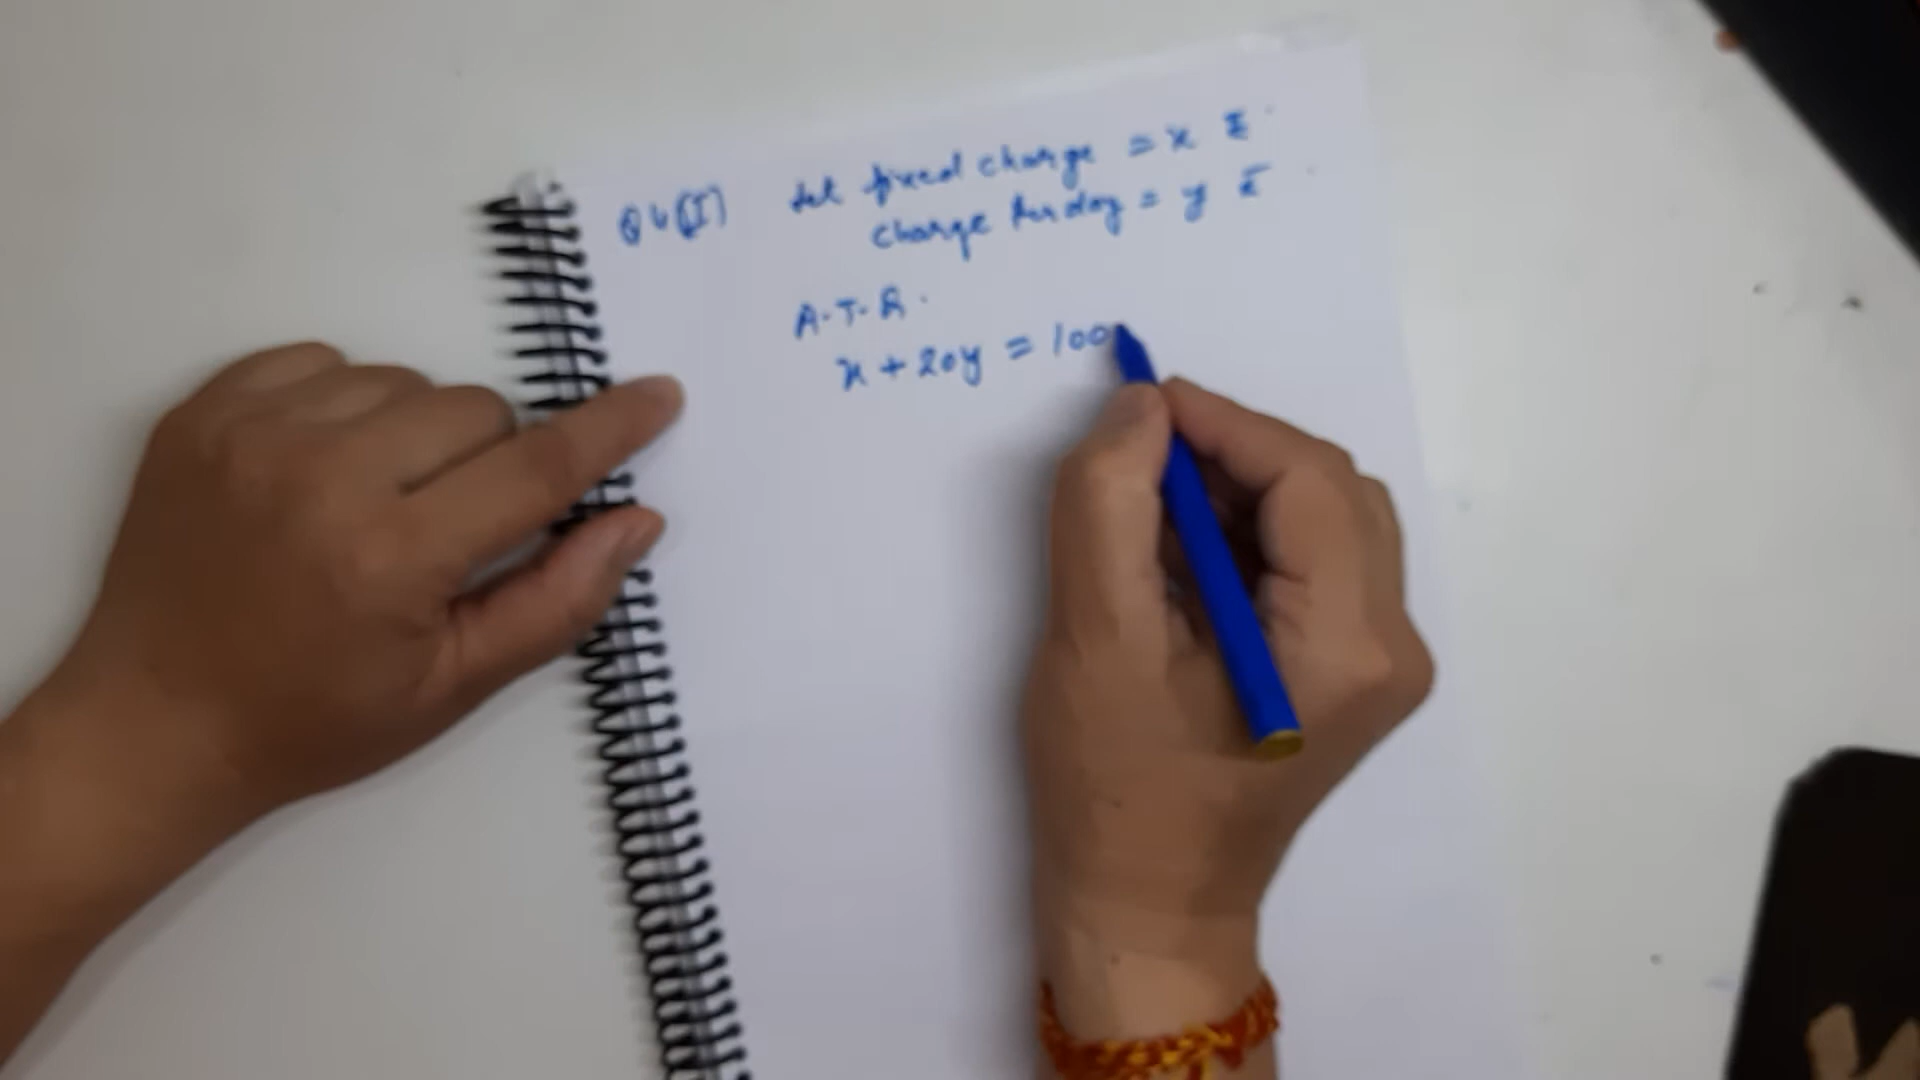 Q4(I) Let fixed charge = x ₹
charge per day = y ₹
A.T.Q.
x + 20y = 100